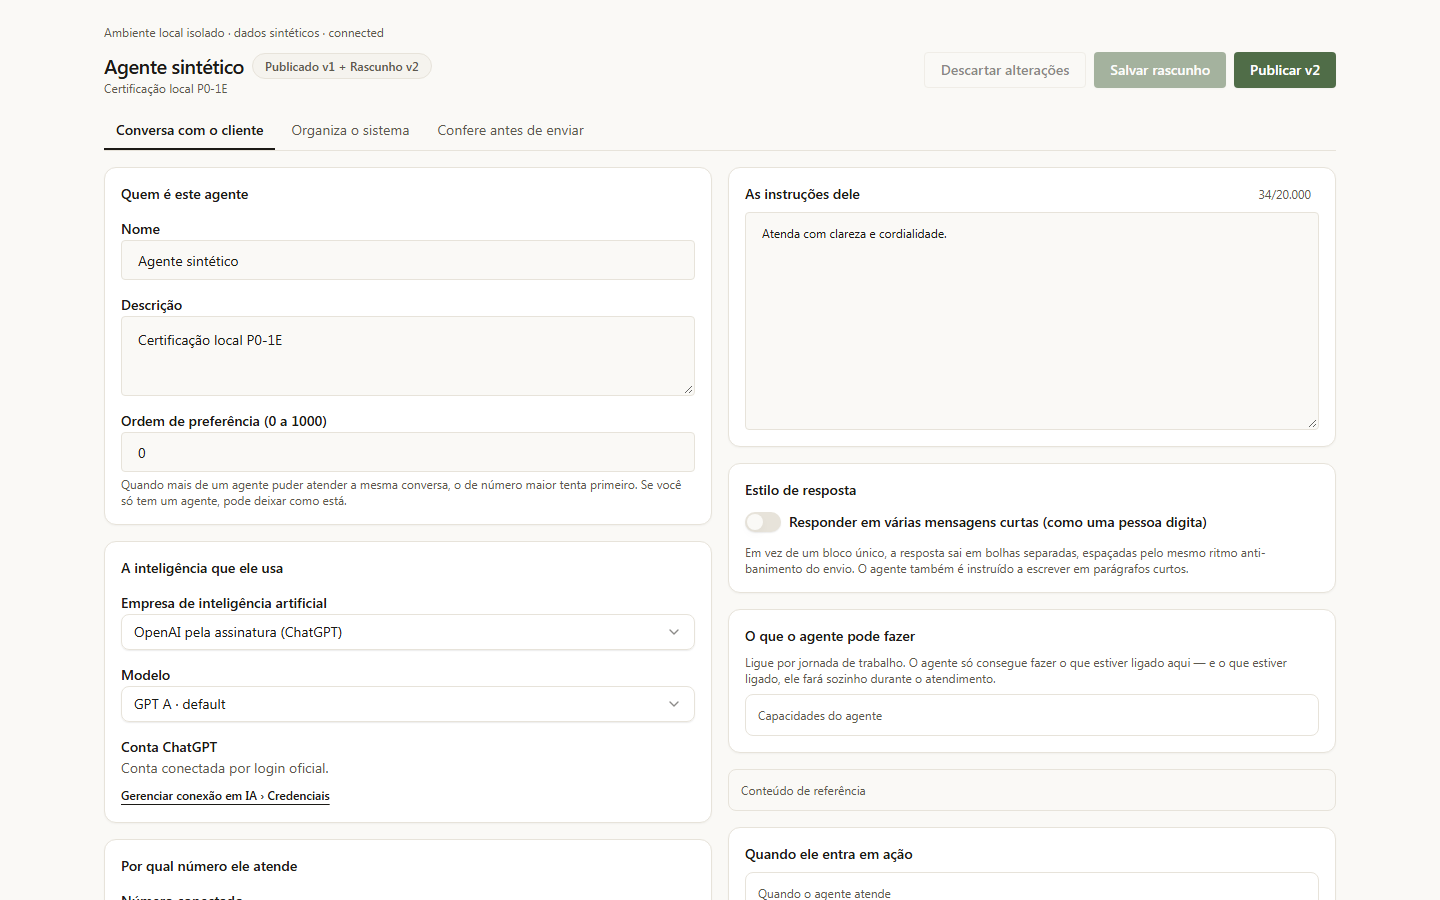 Ambiente local isolado · dados sintéticos · connected
Agente sintético
Publicado v1 + Rascunho v2
Certificação local P0-1E
Descartar alterações
Salvar rascunho
Publicar v2
Conversa com o cliente
Organiza o sistema
Confere antes de enviar
Quem é este agente
Nome
Agente sintético
Descrição
Certificação local P0-1E
Ordem de preferência (0 a 1000)
0
Quando mais de um agente puder atender a mesma conversa, o de número maior tenta primeiro. Se você
só tem um agente, pode deixar como está.
A inteligência que ele usa
Empresa de inteligência artificial
OpenAI pela assinatura (ChatGPT)
Modelo
GPT A · default
Conta ChatGPT
Conta conectada por login oficial.
Gerenciar conexão em IA › Credenciais
Por qual número ele atende
Número conectado
As instruções dele
34/20.000
Atenda com clareza e cordialidade.
Estilo de resposta
Responder em várias mensagens curtas (como uma pessoa digita)
Em vez de um bloco único, a resposta sai em bolhas separadas, espaçadas pelo mesmo ritmo anti-
banimento do envio. O agente também é instruído a escrever em parágrafos curtos.
O que o agente pode fazer
Ligue por jornada de trabalho. O agente só consegue fazer o que estiver ligado aqui — e o que estiver
ligado, ele fará sozinho durante o atendimento.
Capacidades do agente
Conteúdo de referência
Quando ele entra em ação
Quando o agente atende